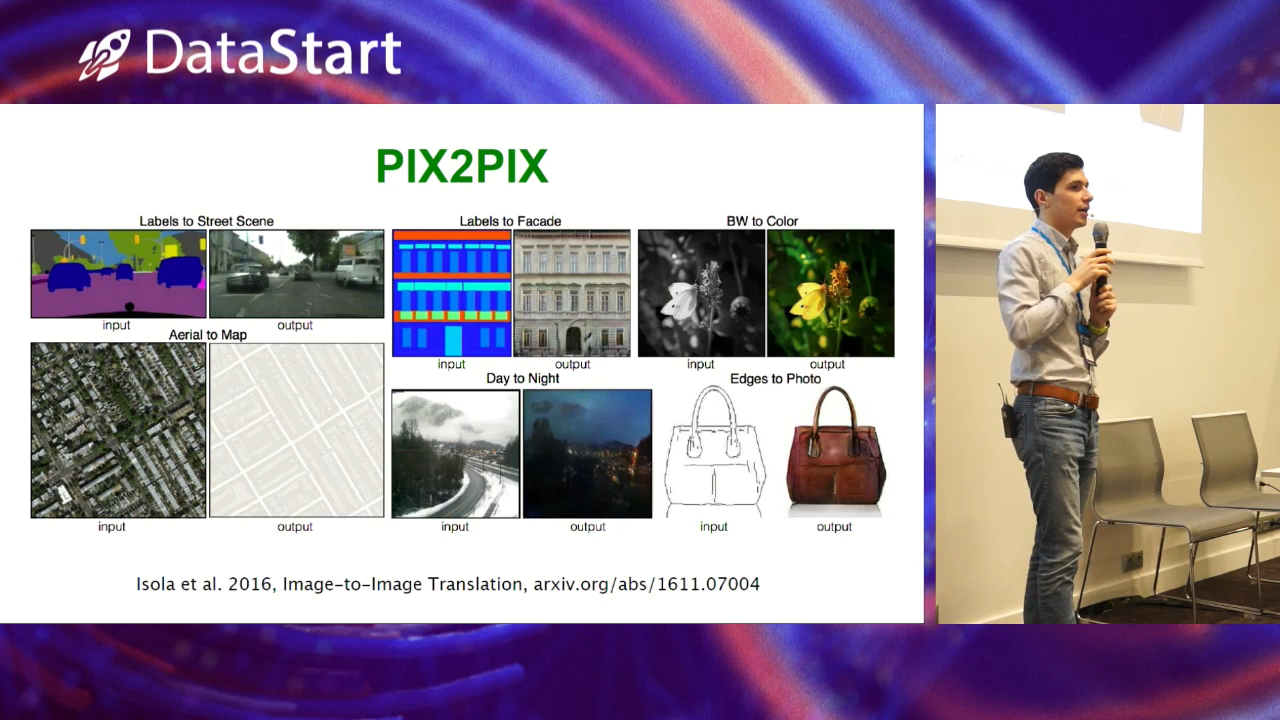 DataStart
PIX2PIX
Labels to Street Scene
input
output
Labels to Facade
input
output
BW to Color
input
output
Aerial to Map
input
output
Day to Night
input
output
Edges to Photo
input
output
Isola et al. 2016, Image-to-Image Translation, arxiv.org/abs/1611.07004